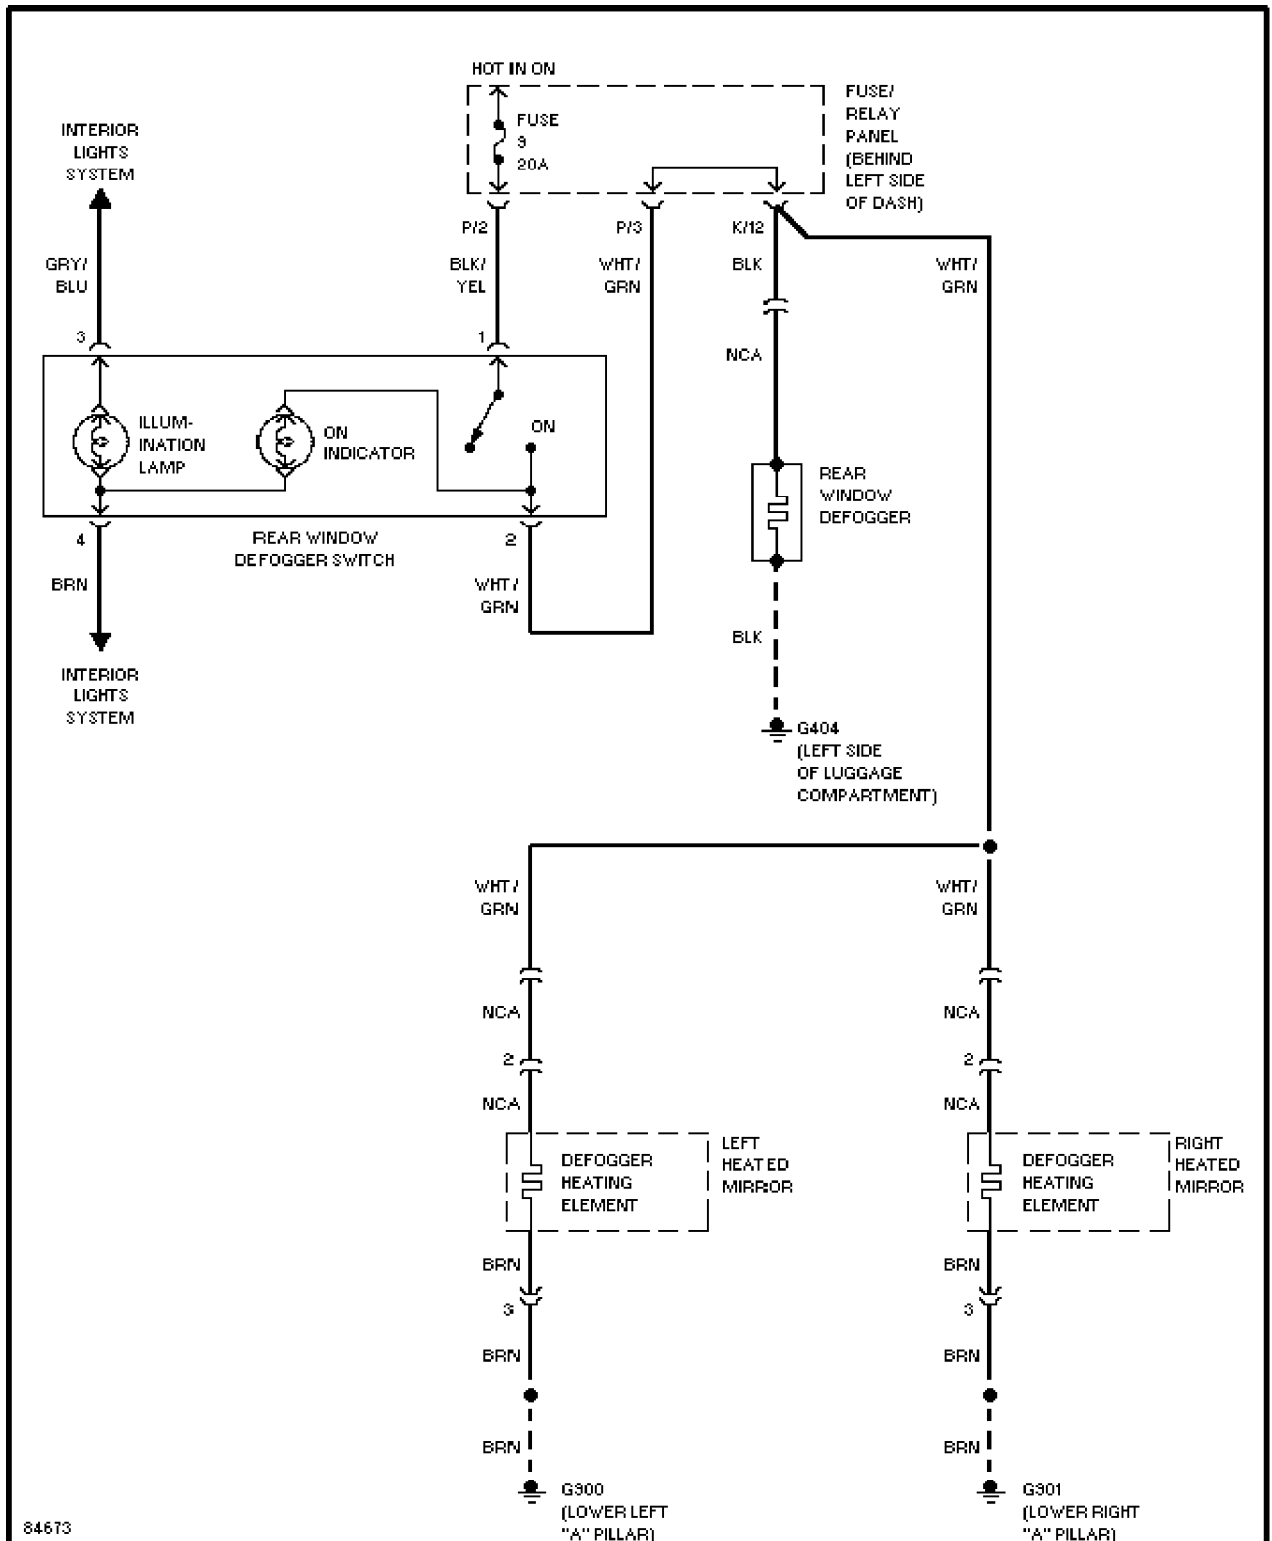 HOT IN ON
FUSE
9
20A
FUSE/
RELAY
PANEL
(BEHIND
LEFT SIDE
OF DASH)
INTERIOR
LIGHTS
SYSTEM
P/2
P/3
K/12
GRY/
BLU
BLK/
YEL
WHT/
GRN
BLK
WHT/
GRN
3
1
NCA
ILLUM-
INATION
LAMP
ON
INDICATOR
ON
REAR
WINDOW
DEFOGGER
4
REAR WINDOW
DEFOGGER SWITCH
2
BRN
WHT/
GRN
BLK
INTERIOR
LIGHTS
SYSTEM
G404
(LEFT SIDE
OF LUGGAGE
COMPARTMENT)
WHT/
GRN
WHT/
GRN
NCA
NCA
2
2
NCA
NCA
DEFOGGER
HEATING
ELEMENT
LEFT
HEATED
MIRROR
DEFOGGER
HEATING
ELEMENT
RIGHT
HEATED
MIRROR
BRN
BRN
3
3
BRN
BRN
BRN
BRN
G300
(LOWER LEFT
"A" PILLAR)
G301
(LOWER RIGHT
"A" PILLAR)
84673